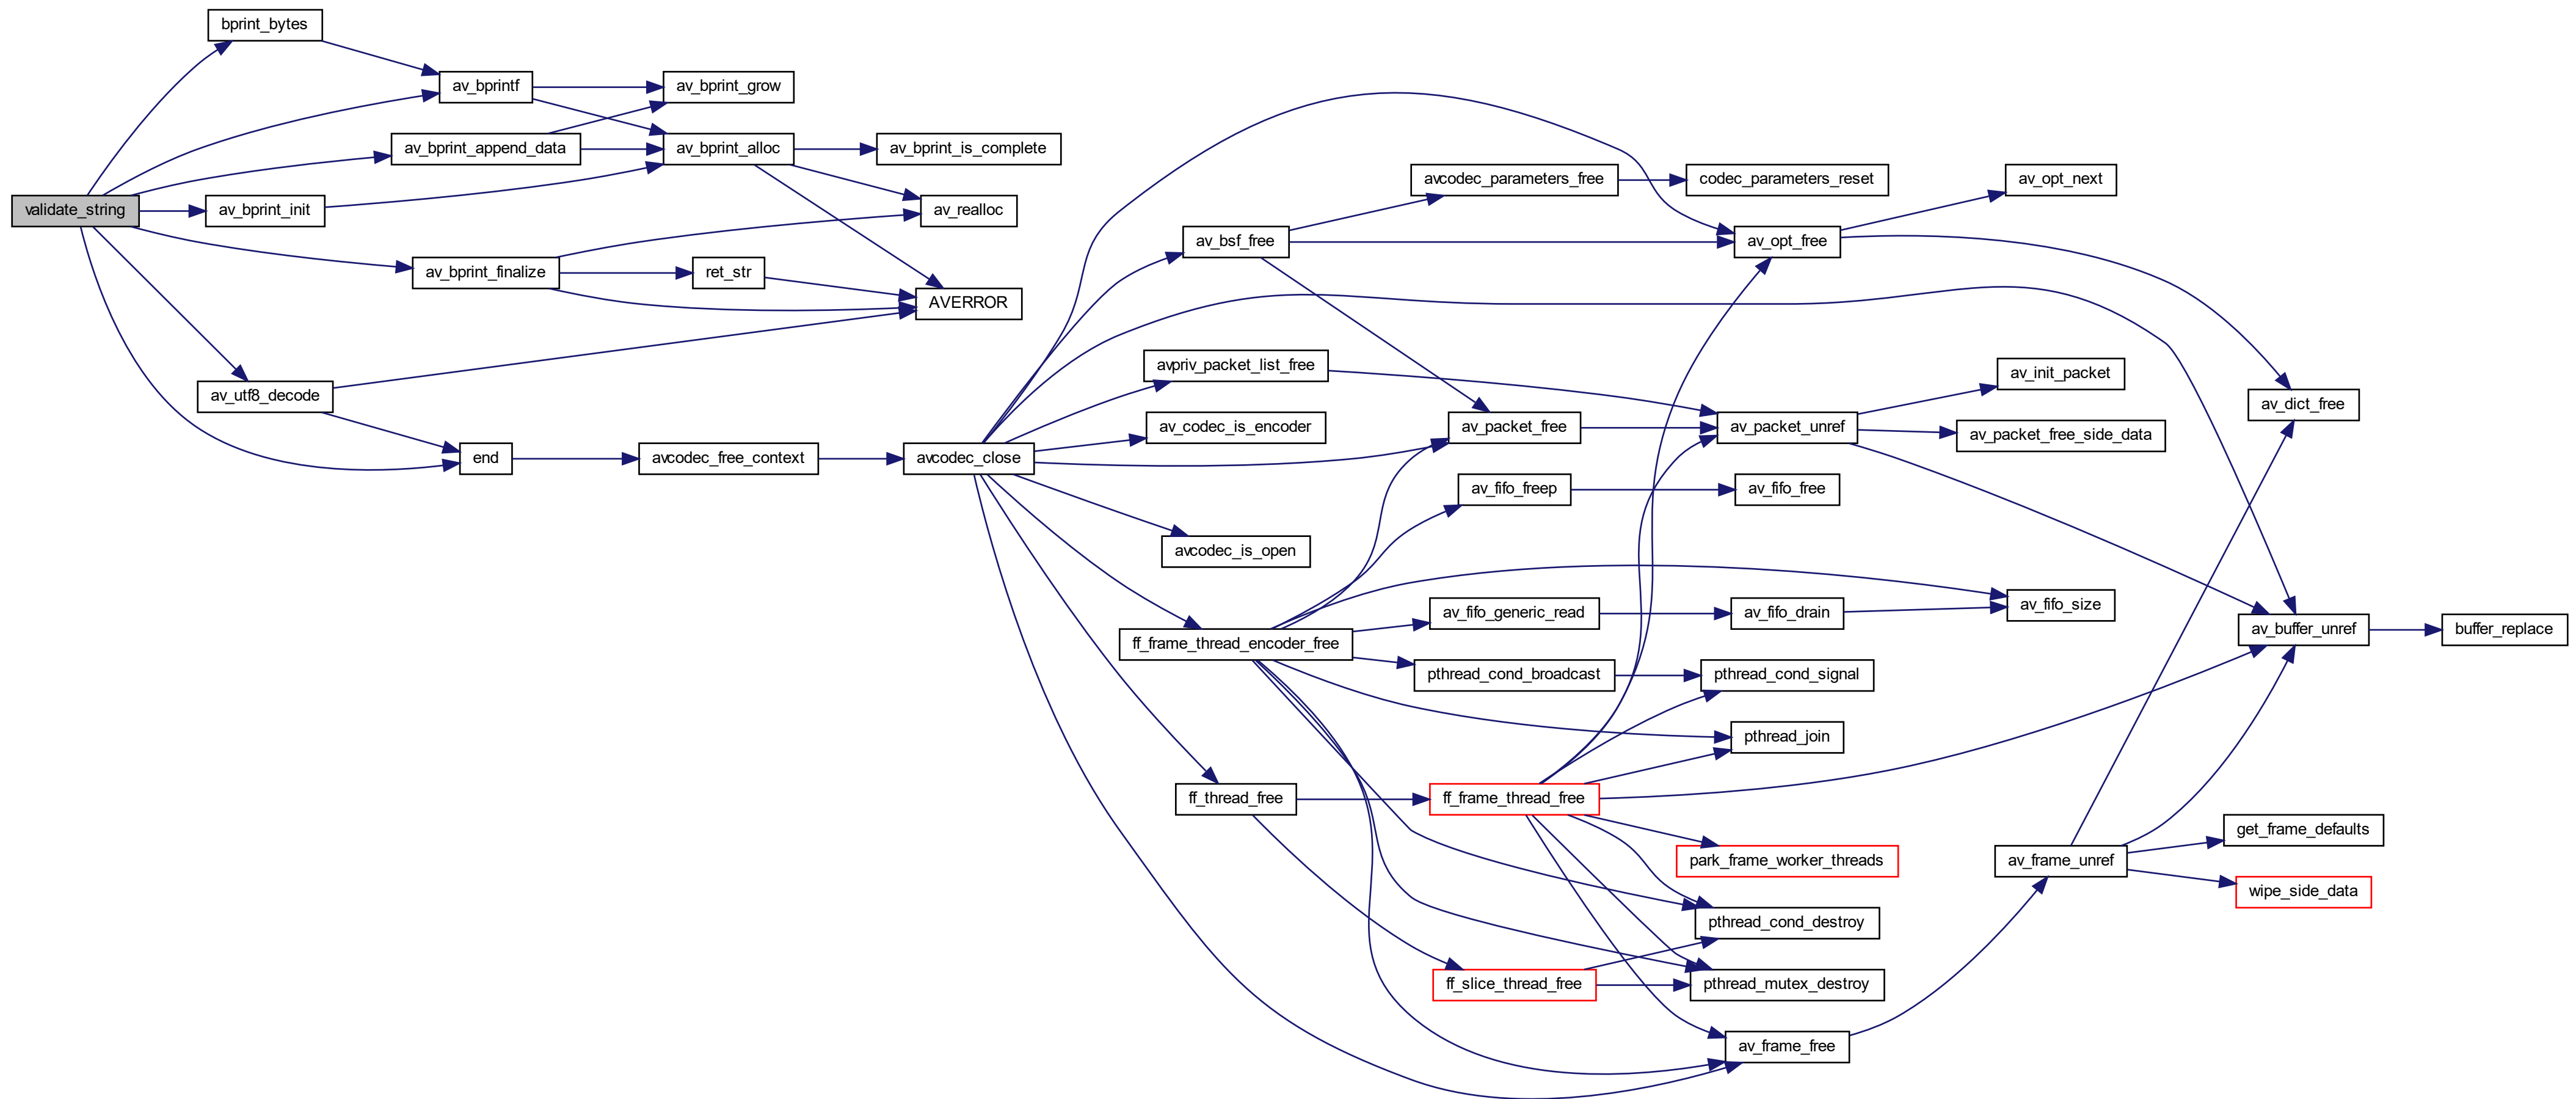 bprint_bytes
av_bprintf
av_bprint_grow
av_bprint_append_data
av_bprint_alloc
av_bprint_is_complete
validate_string
av_bprint_init
av_realloc
av_bprint_finalize
ret_str
AVERROR
av_utf8_decode
end
avcodec_free_context
avcodec_close
avcodec_parameters_free
codec_parameters_reset
av_opt_next
av_bsf_free
av_opt_free
avpriv_packet_list_free
av_init_packet
av_dict_free
av_codec_is_encoder
av_packet_free
av_packet_unref
av_packet_free_side_data
av_fifo_freep
av_fifo_free
avcodec_is_open
av_fifo_generic_read
av_fifo_drain
av_fifo_size
ff_frame_thread_encoder_free
av_buffer_unref
buffer_replace
pthread_cond_broadcast
pthread_cond_signal
pthread_join
ff_thread_free
ff_frame_thread_free
get_frame_defaults
park_frame_worker_threads
av_frame_unref
wipe_side_data
pthread_cond_destroy
ff_slice_thread_free
pthread_mutex_destroy
av_frame_free